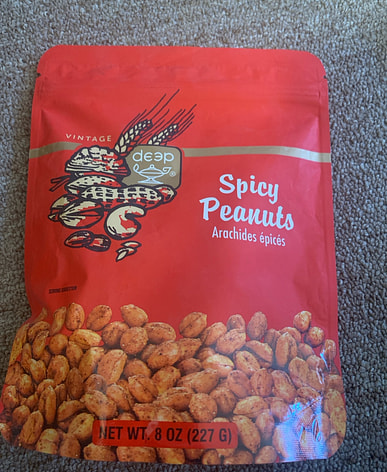 VINTAGE
deep
®
Spicy
Peanuts
Arachides épicés
NET WT. 8 OZ (227 G)